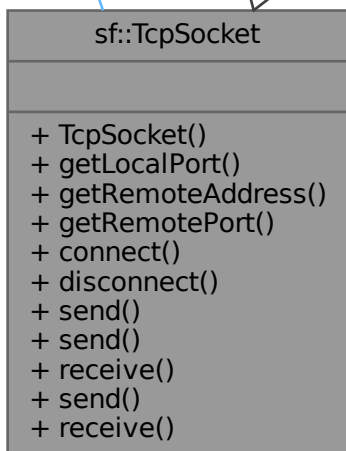 sf::TcpSocket
+ TcpSocket()
+ getLocalPort()
+ getRemoteAddress()
+ getRemotePort()
+ connect()
+ disconnect()
+ send()
+ send()
+ receive()
+ send()
+ receive()